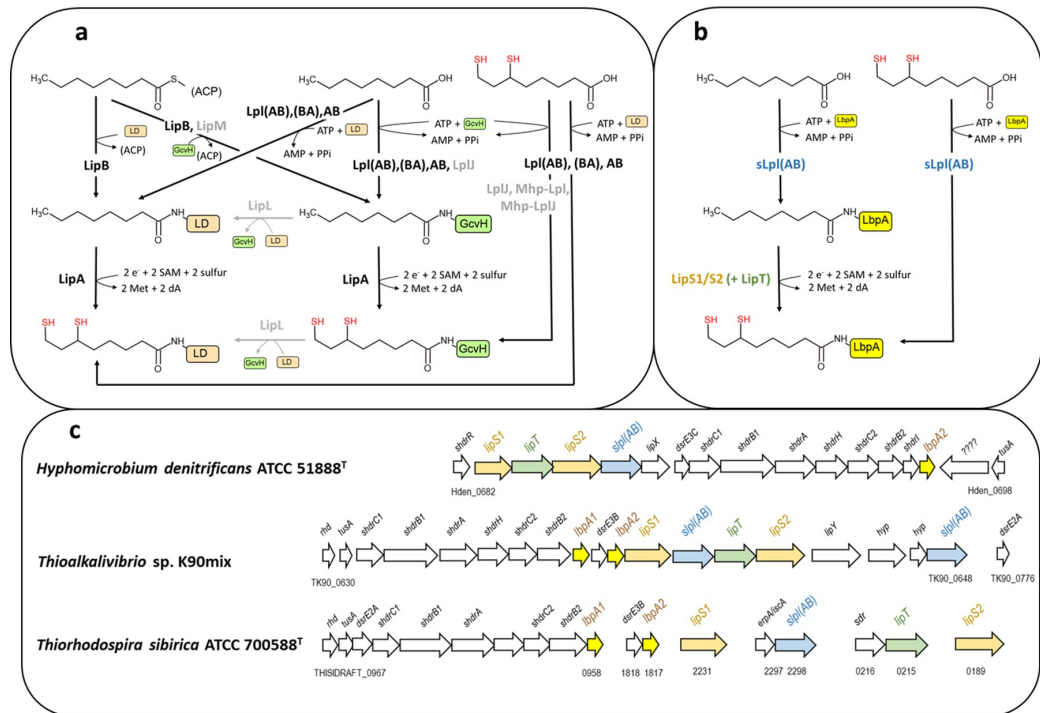 a
S
(ACP)
H₃C
O
H₃C
OH
O
SH
SH
OH
O
LD
(ACP)
LipB
LipB, LipM
GcvH
(ACP)
Lpl(AB),(BA),AB
ATP + LD
AMP + PPi
ATP + GcvH
AMP + PPi
Lpl(AB),(BA),AB, LplJ
ATP + LD
AMP + PPi
Lpl(AB), (BA), AB
LplJ, Mhp-Lpl,
Mhp-LplJ
H₃C
NH
LD
O
LipL
GcvH
LD
H₃C
NH
GcvH
O
LipA
2 e⁻ + 2 SAM + 2 sulfur
2 Met + 2 dA
LipA
2 e⁻ + 2 SAM + 2 sulfur
2 Met + 2 dA
SH
SH
NH
LD
O
LipL
GcvH
LD
SH
SH
NH
GcvH
O
b
H₃C
OH
O
SH
SH
OH
O
ATP + LbpA
AMP + PPi
sLpl(AB)
ATP + LbpA
AMP + PPi
sLpl(AB)
H₃C
NH
LbpA
O
LipS1/S2 (+ LipT)
2 e⁻ + 2 SAM + 2 sulfur
2 Met + 2 dA
SH
SH
NH
LbpA
O
c
Hyphomicrobium denitrificans ATCC 51888ᵀ
shdrR lipS1 lipT lipS2 slpl(AB) lipX dsrE3C shdrC1 shdrB1 shdrA shdrH shdrC2 shdrB2 shdrI lbpA2 ???? tusA
Hden_0682 Hden_0698
Thioalkalivibrio sp. K90mix
rhd tusA shdrC1 shdrB1 shdrA shdrH shdrC2 shdrB2 lbpA1 dsrE3B lbpA2 lipS1 slpl(AB) lipT lipS2 lipY hyp hyp slpl(AB) dsrE2A
TK90_0630 TK90_0648 TK90_0776
Thiorhodospira sibirica ATCC 700588ᵀ
rhd tusA dsrE2A shdrC1 shdrB1 shdrA shdrC2 shdrB2 lbpA1 dsrE3B lbpA2 lipS1 erpA/iscA slpl(AB) sdr lipT lipS2
THISIDRAFT_0967 0958 1818 1817 2231 2297 2298 0216 0215 0189